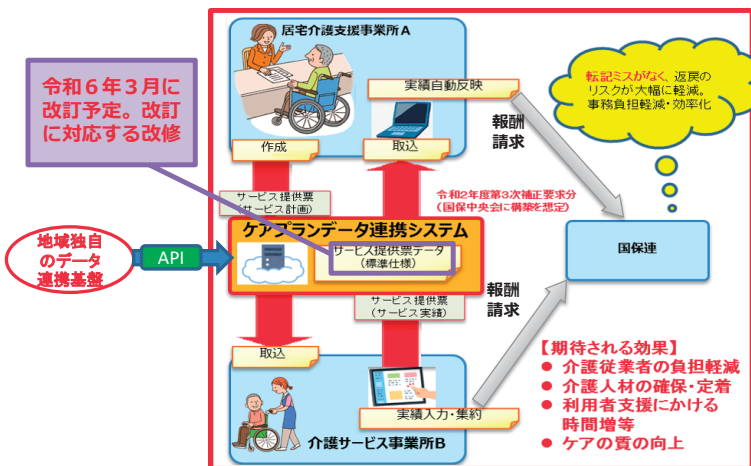 居宅介護支援事業所A
令和６年３月に
改訂予定。改訂
に対応する改修
転記ミスがなく、返戻の
リスクが大幅に軽減。
事務負担軽減・効率化
実績自動反映
作成
取込
報酬
請求
サービス提供票
(サービス計画)
令和2年度第3次補正要求分
(国保中央会に構築を想定)
ケアプランデータ連携システム
地域独自
のデータ
連携基盤
API
サービス提供票データ
(標準仕様)
国保連
サービス提供票
(サービス実績)
報酬
請求
取込
実績入力・集約
介護サービス事業所B
【期待される効果】
● 介護従業者の負担軽減
● 介護人材の確保・定着
● 利用者支援にかける
時間増等
● ケアの質の向上